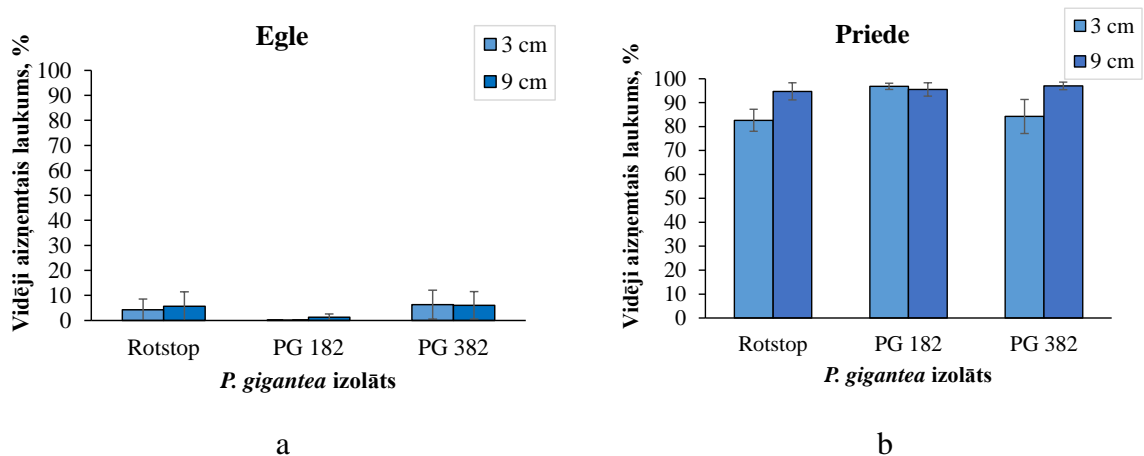 Egle
3 cm
9 cm
Vidēji aizņemtais laukums, %
100
90
80
70
60
50
40
30
20
10
0
Rotstop PG 182 PG 382
P. gigantea izolāts
a
Priede
3 cm
9 cm
Vidēji aizņemtais laukums, %
100
90
80
70
60
50
40
30
20
10
0
Rotstop PG 182 PG 382
P. gigantea izolāts
b